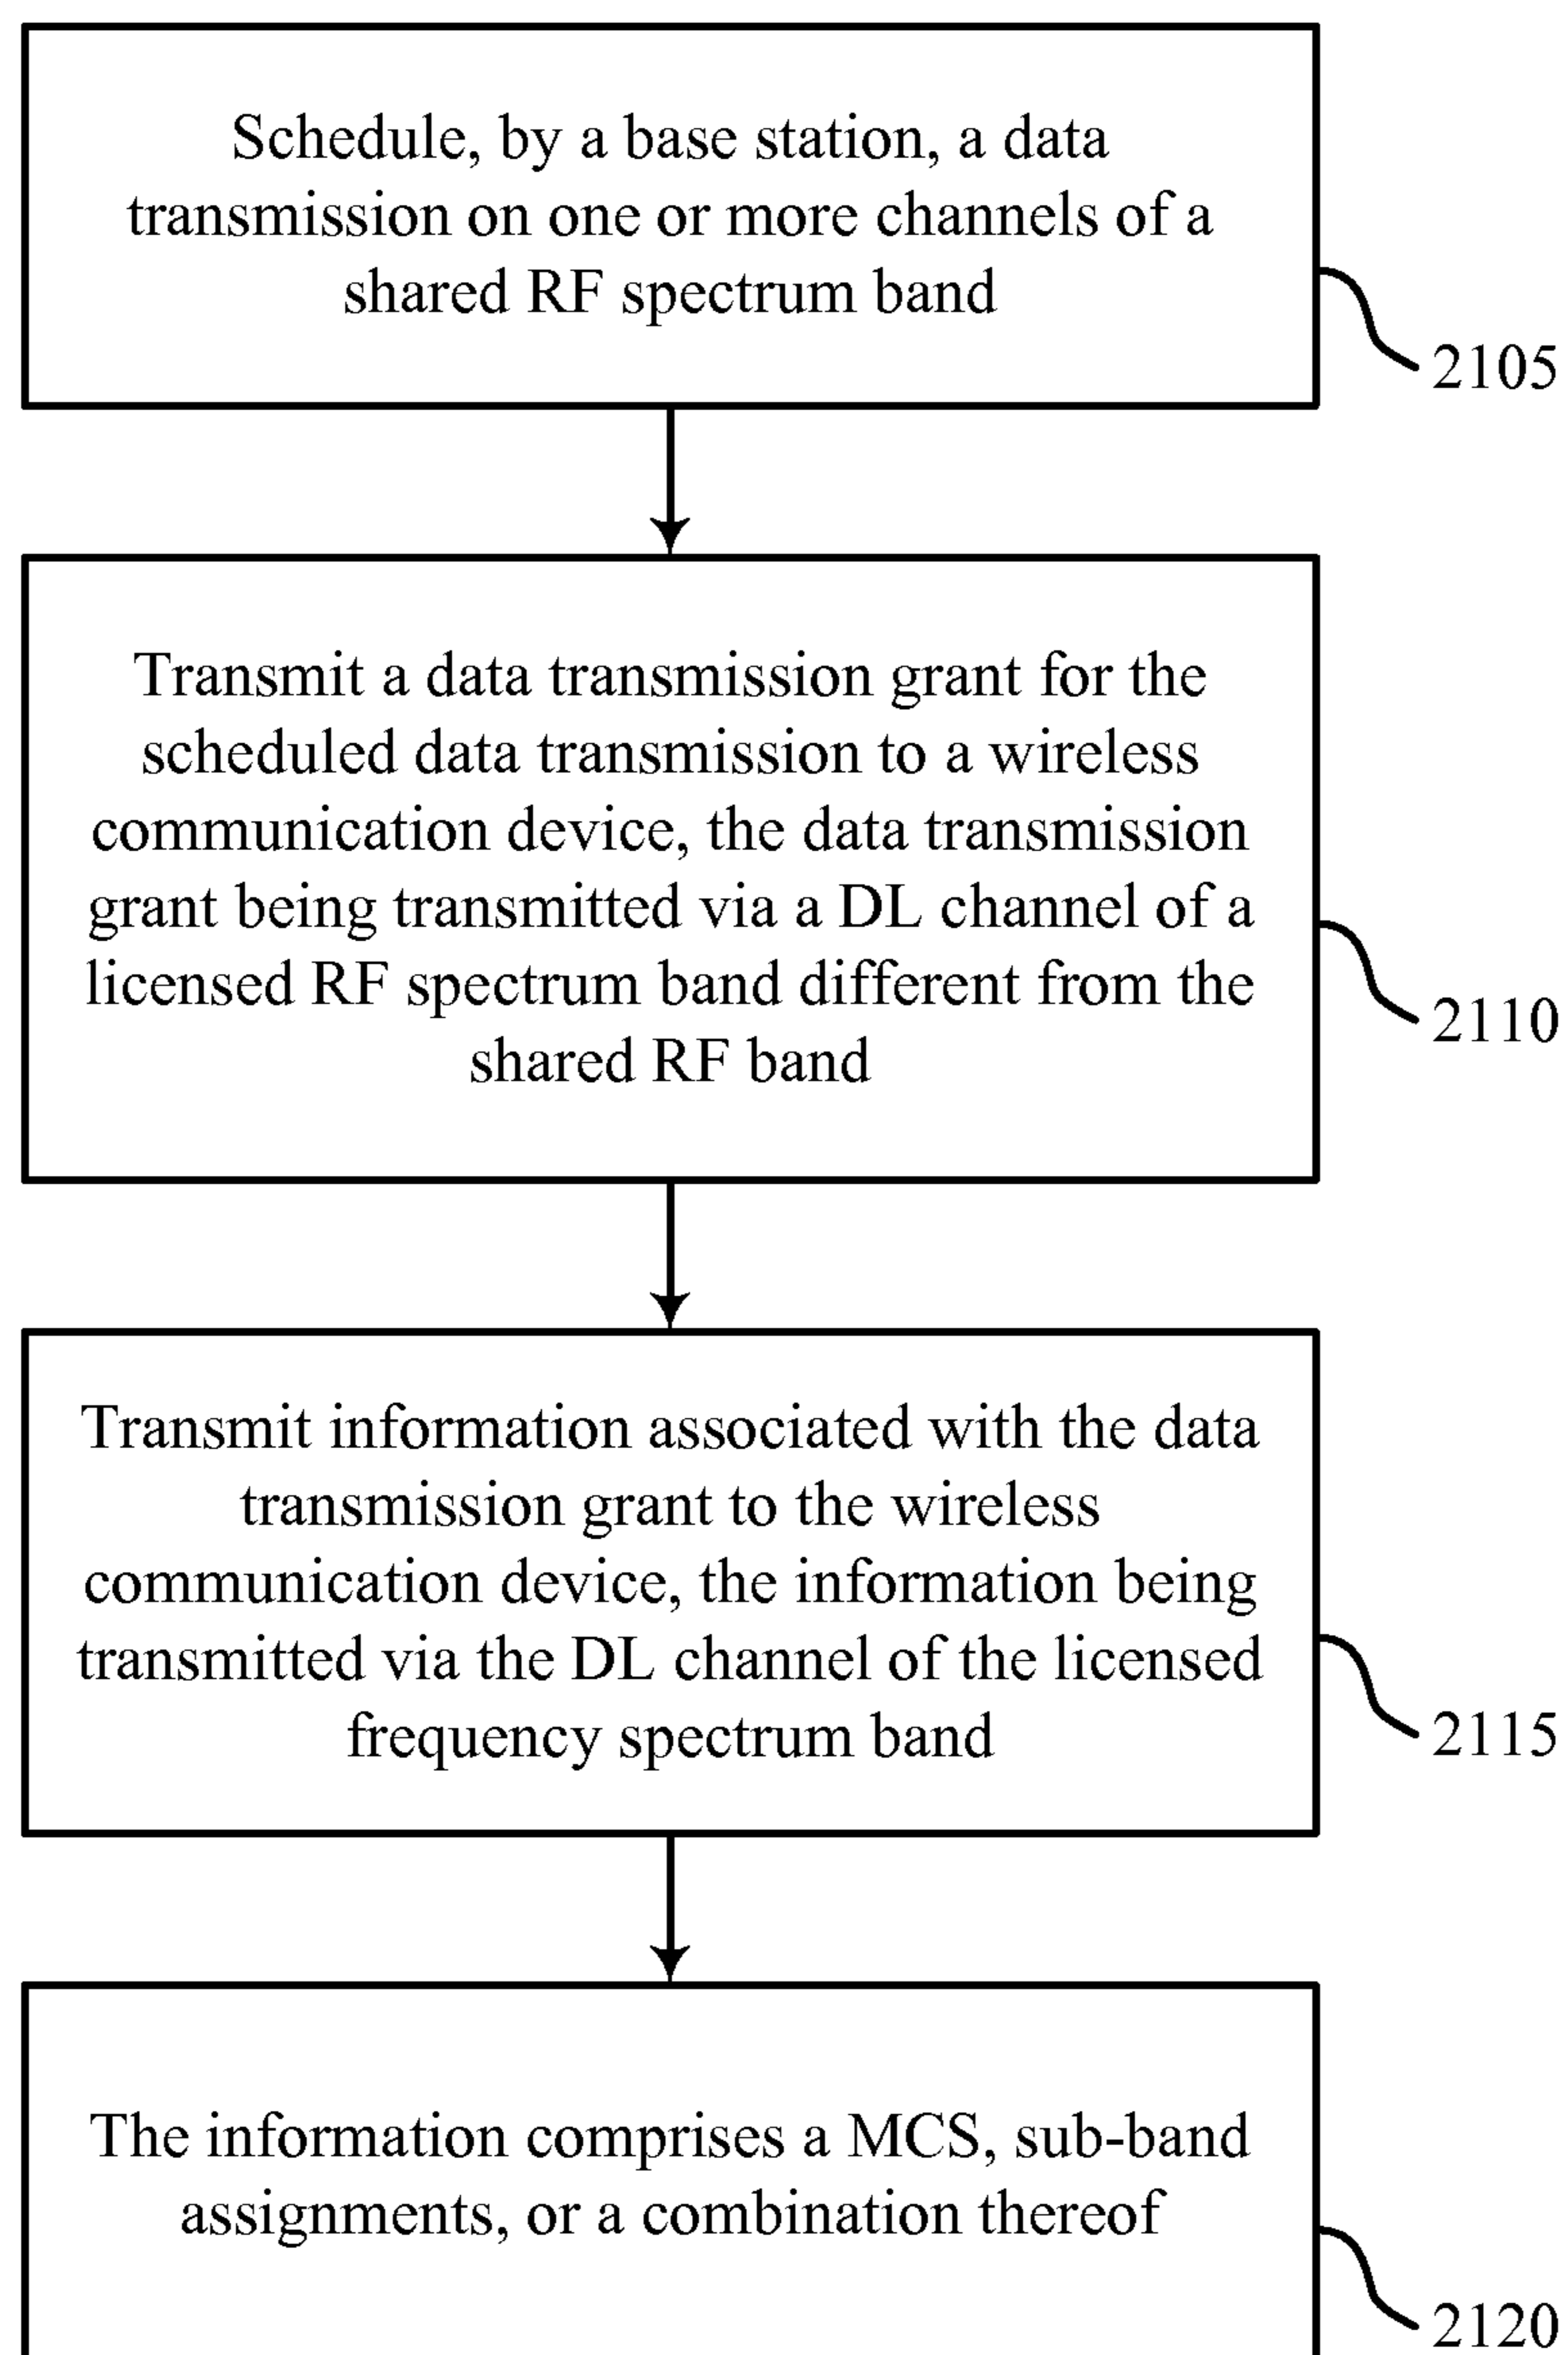 Schedule, by a base station, a data
transmission on one or more channels of a
shared RF spectrum band
2105
Transmit a data transmission grant for the
scheduled data transmission to a wireless
communication device, the data transmission
grant being transmitted via a DL channel of a
licensed RF spectrum band different from the
shared RF band
2110
Transmit information associated with the data
transmission grant to the wireless
communication device, the information being
transmitted via the DL channel of the licensed
frequency spectrum band
2115
The information comprises a MCS, sub-band
assignments, or a combination thereof
2120